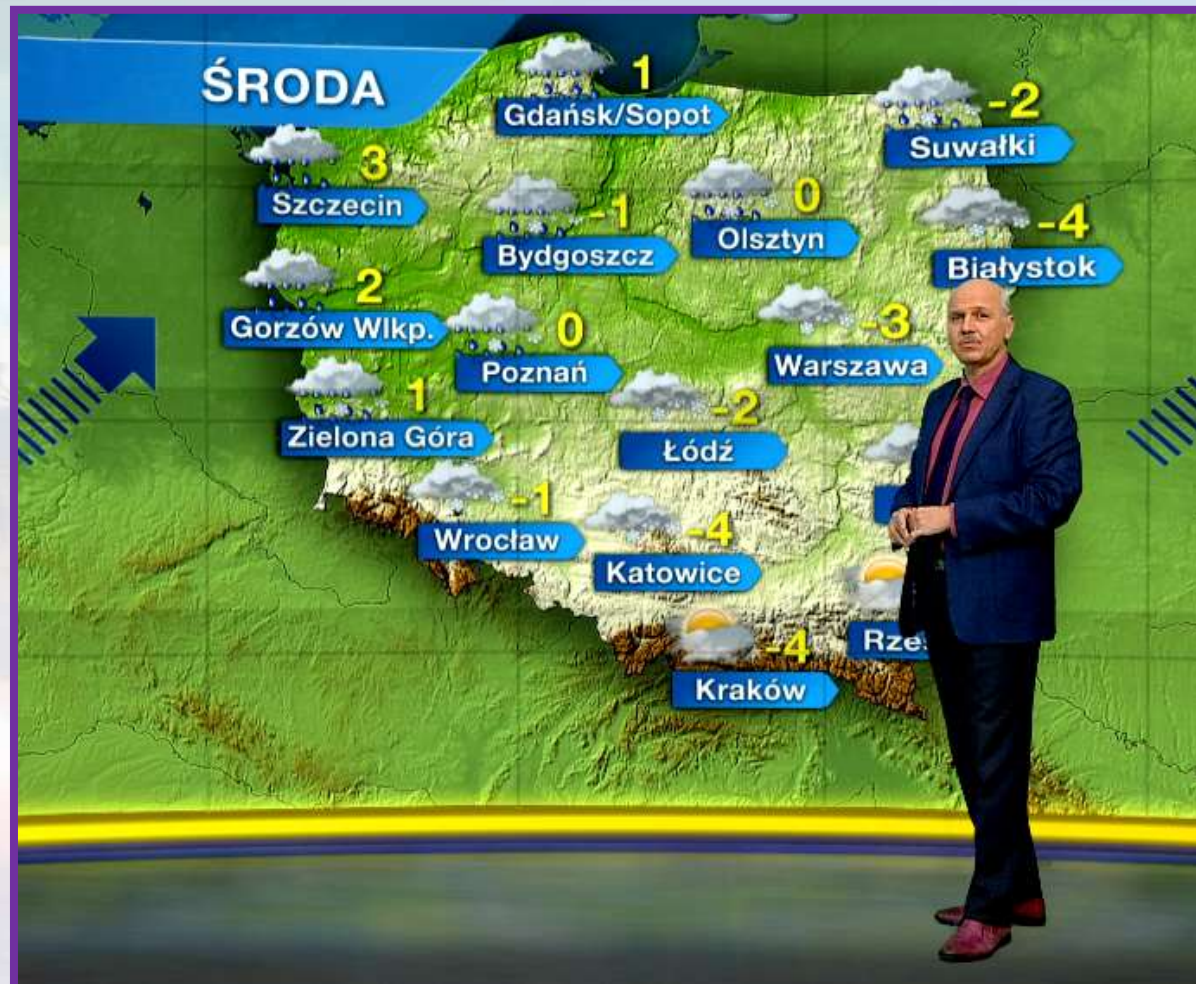 ŚRODA
1
Gdańsk/Sopot
-2
Suwałki
3
Szczecin
-1
Bydgoszcz
0
Olsztyn
-4
Białystok
2
Gorzów Wlkp.
0
Poznań
-3
Warszawa
1
Zielona Góra
-2
Łódź
-1
Wrocław
-4
Katowice
-4
Kraków